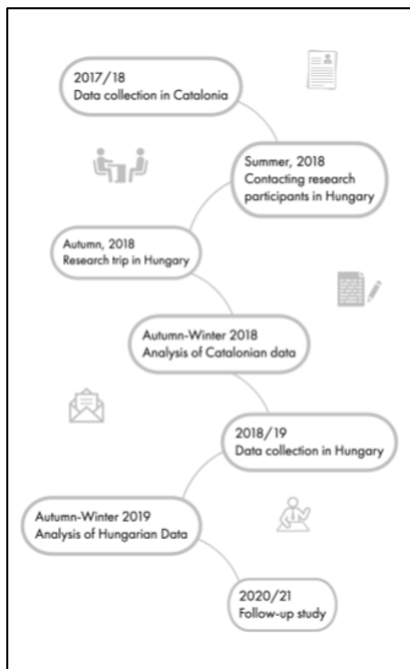 2017/18
Data collection in Catalonia
Summer, 2018
Contacting research
participants in Hungary
Autumn, 2018
Research trip in Hungary
Autumn-Winter 2018
Analysis of Catalonian data
2018/19
Data collection in Hungary
Autumn-Winter 2019
Analysis of Hungarian Data
2020/21
Follow-up study